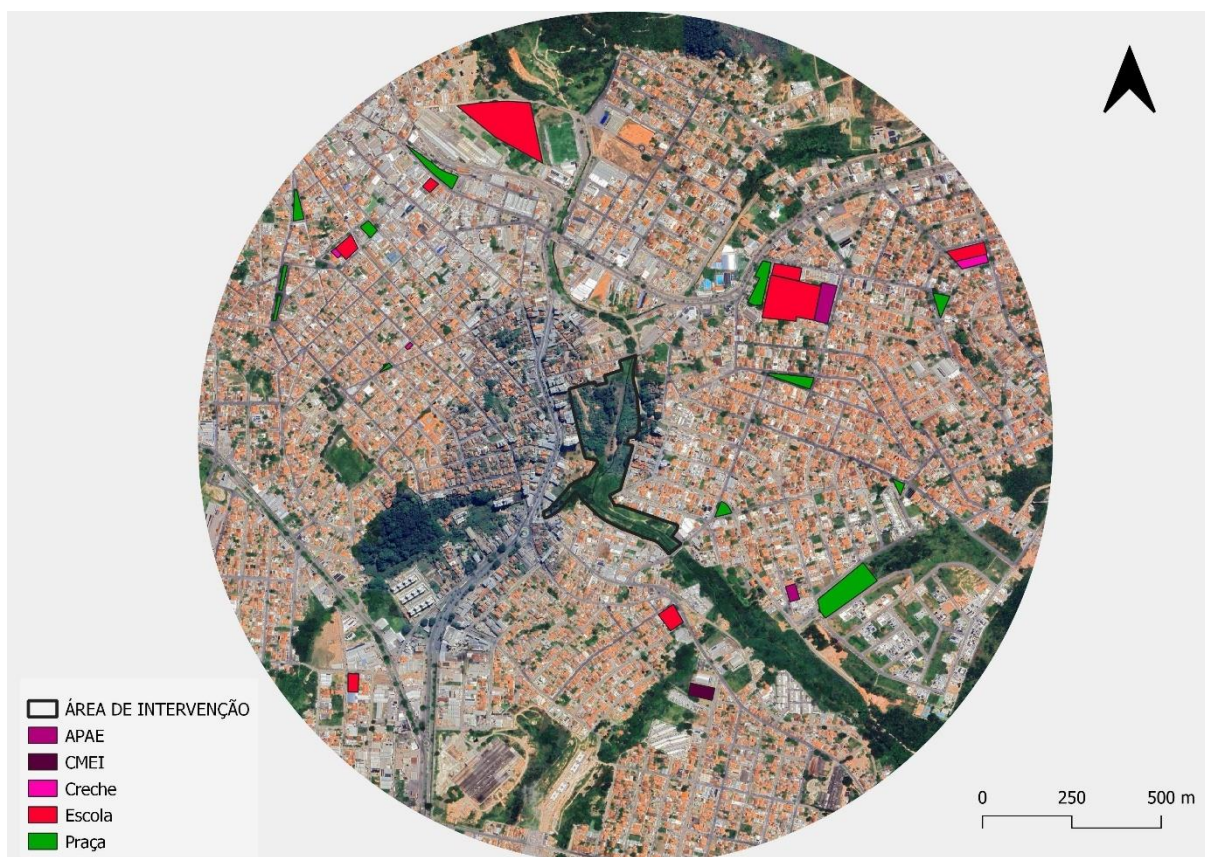 ÁREA DE INTERVENÇÃO
APAE
CMEI
Creche
Escola
Praça
0 250 500 m